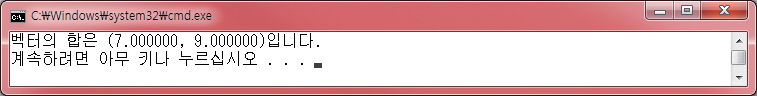 C:₩Windows₩system32₩cmd.exe
벡터의 합은 (7.000000, 9.000000)입니다.
계속하려면 아무 키나 누르십시오 . . .